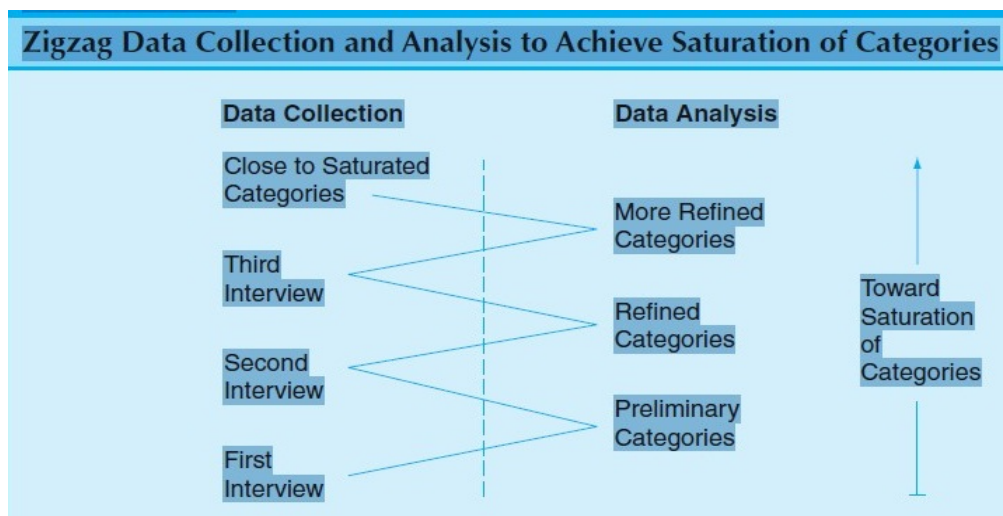 Zigzag Data Collection and Analysis to Achieve Saturation of Categories
Data Collection
Data Analysis
Close to Saturated
Categories
More Refined
Categories
Third
Interview
Refined
Categories
Toward
Saturation
of
Categories
Second
Interview
Preliminary
Categories
First
Interview